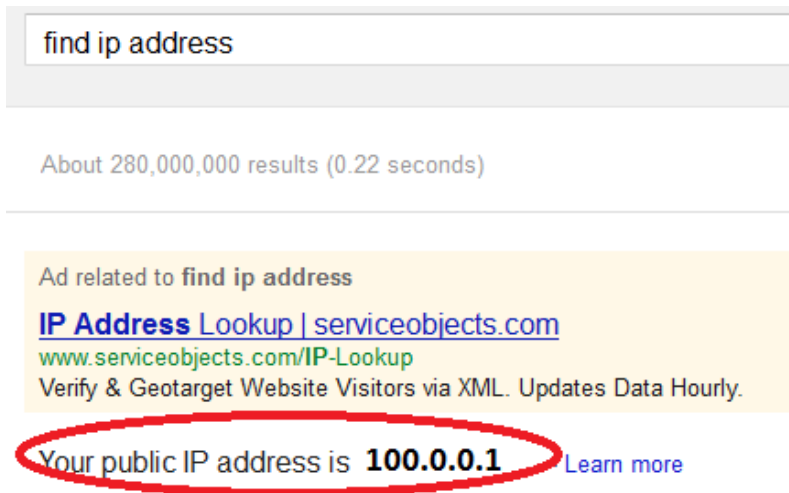 find ip address
About 280,000,000 results (0.22 seconds)
Ad related to find ip address
IP Address Lookup | serviceobjects.com
www.serviceobjects.com/IP-Lookup
Verify & Geotarget Website Visitors via XML. Updates Data Hourly.
Your public IP address is 100.0.0.1 Learn more